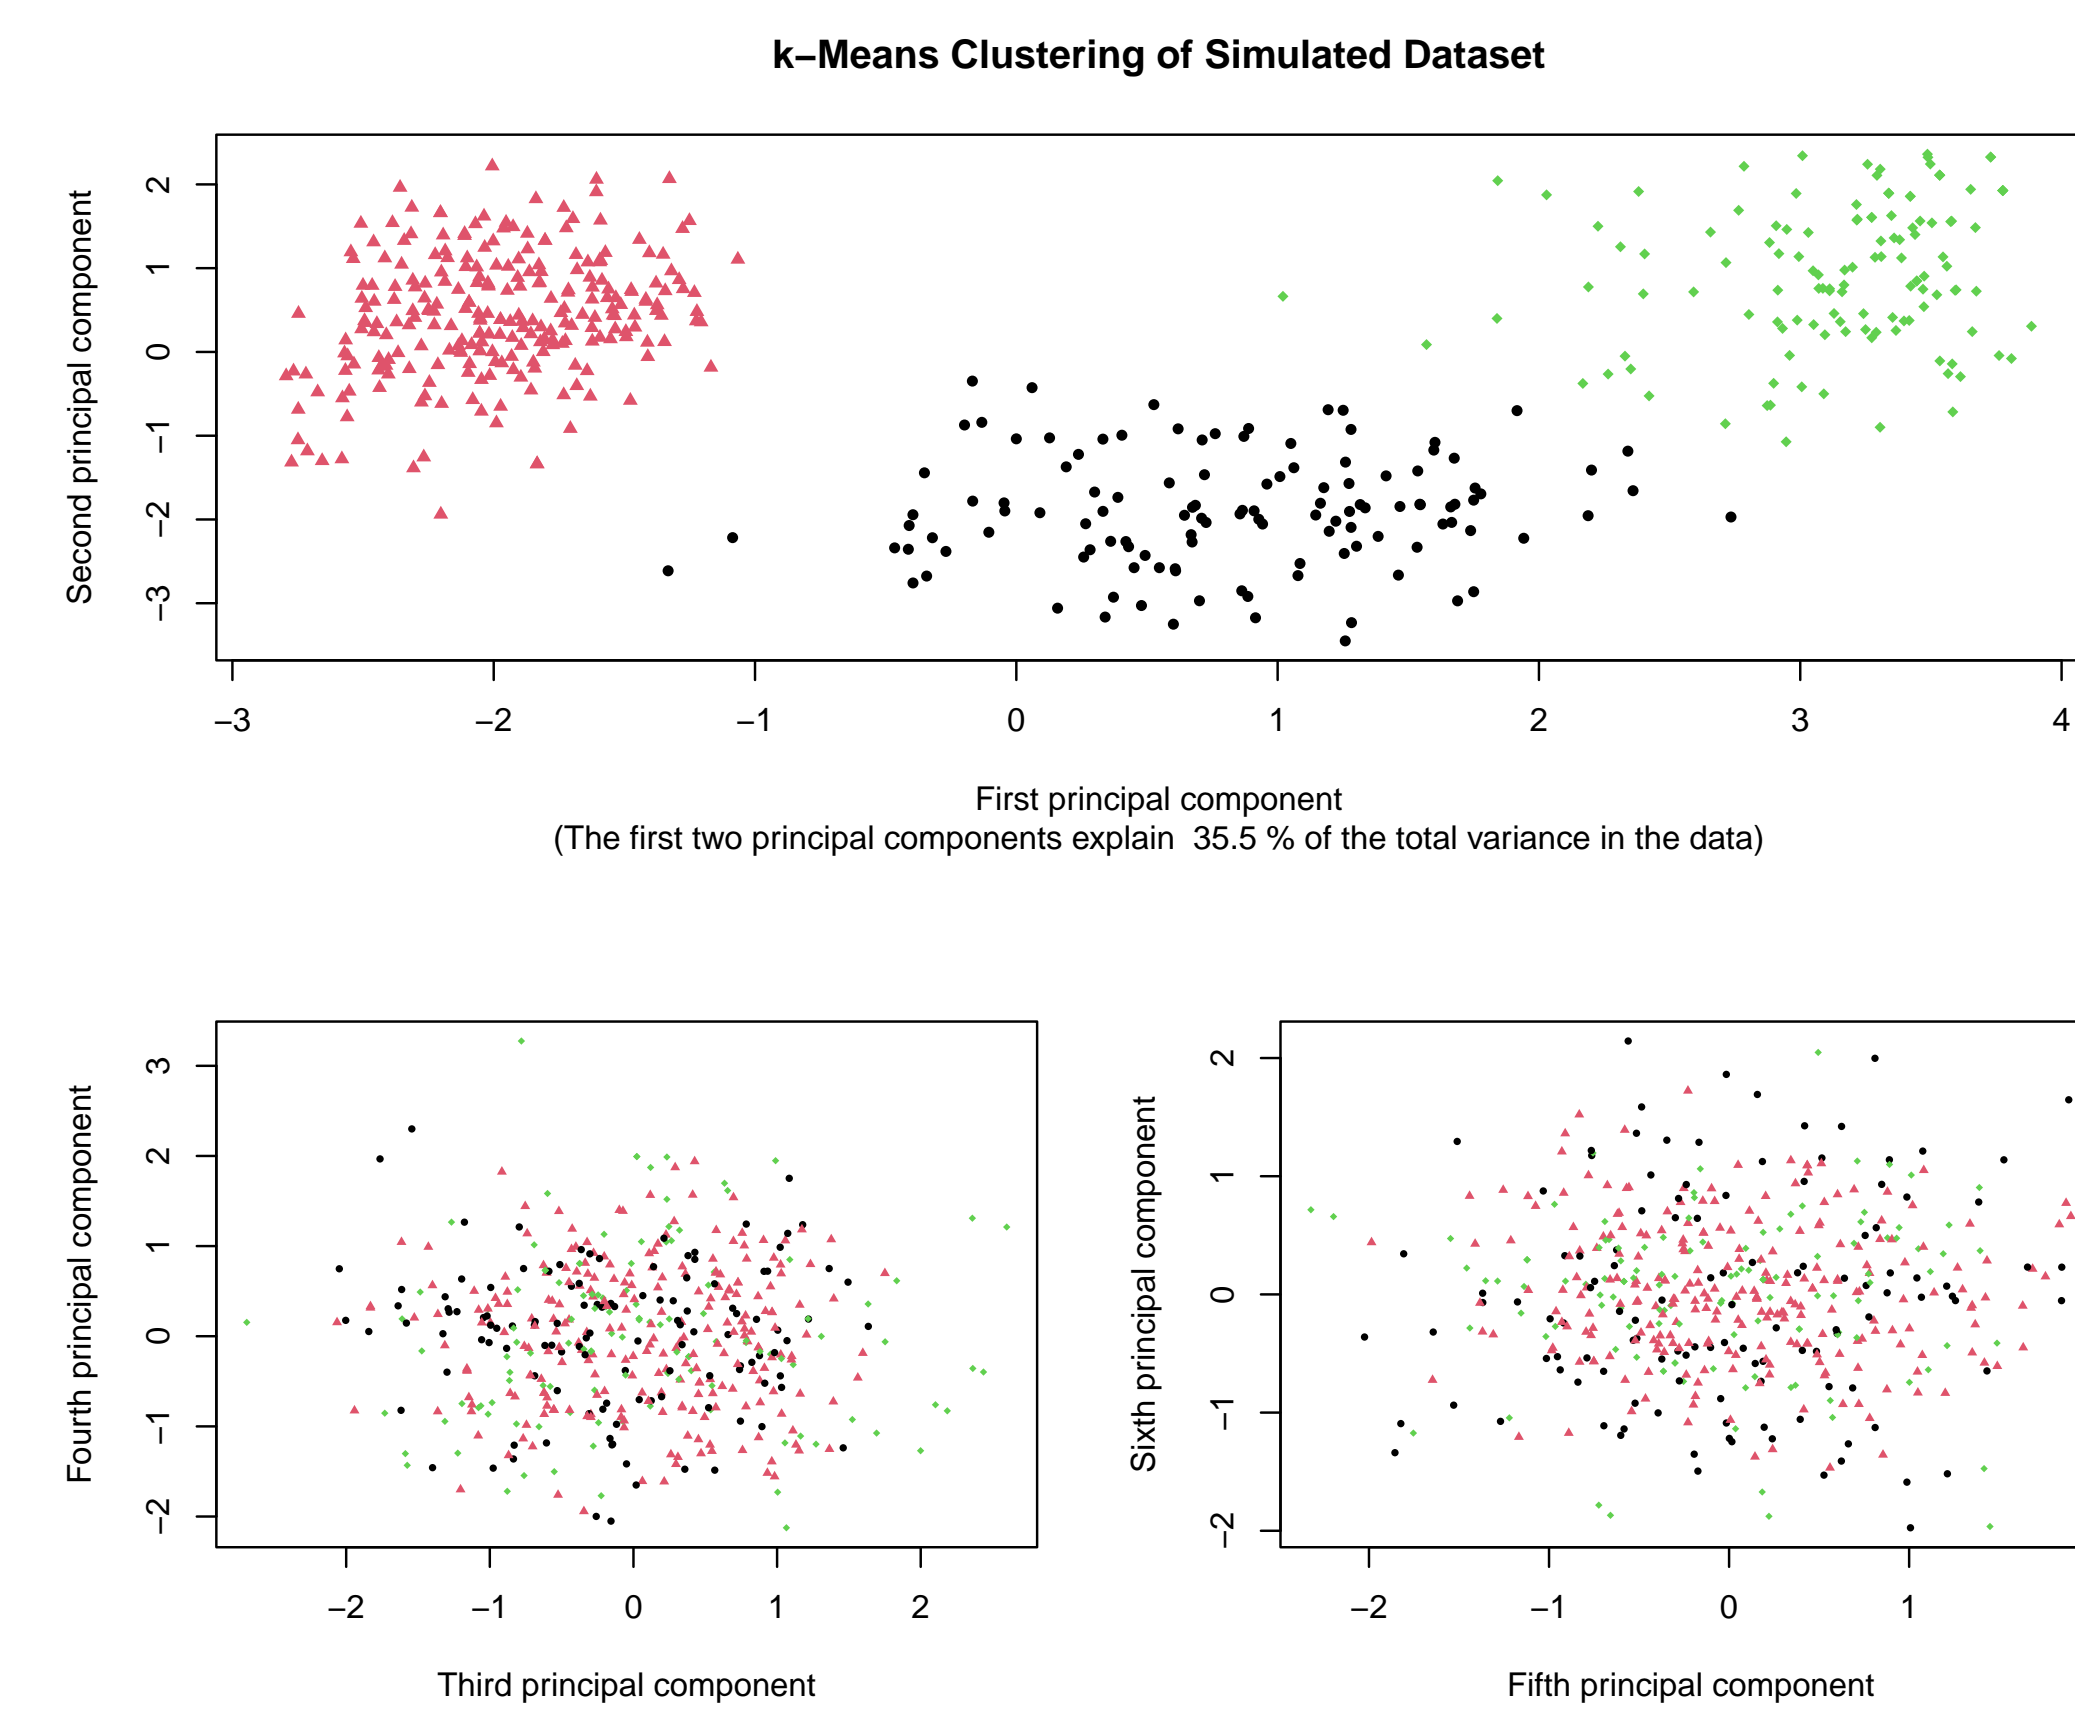 k−Means Clustering of Simulated Dataset
Second principal component
2
1
0
−1
−2
−3
−3 −2 −1 0 1 2 3 4
First principal component
(The first two principal components explain 35.5 % of the total variance in the data)
Fourth principal component
3
2
1
0
−1
−2
−2 −1 0 1 2
Third principal component
Sixth principal component
2
1
0
−1
−2
−2 −1 0 1
Fifth principal component